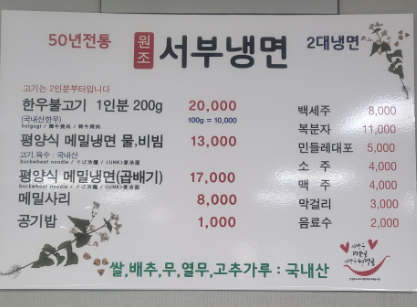 50년전통 원조 서부냉면 2대냉면
고기는 2인분부터입니다
한우불고기 1인분 200g 20,000
(국내산한우) 100g = 10,000
평양식 메밀냉면 물,비빔 13,000
고기,육수 : 국내산
평양식 메밀냉면(곱배기) 17,000
메밀사리 8,000
공기밥 1,000
백세주 8,000
복분자 11,000
민들레대포 5,000
소 주 4,000
맥 주 4,000
막걸리 3,000
음료수 2,000
쌀,배추,무,열무,고추가루 : 국내산